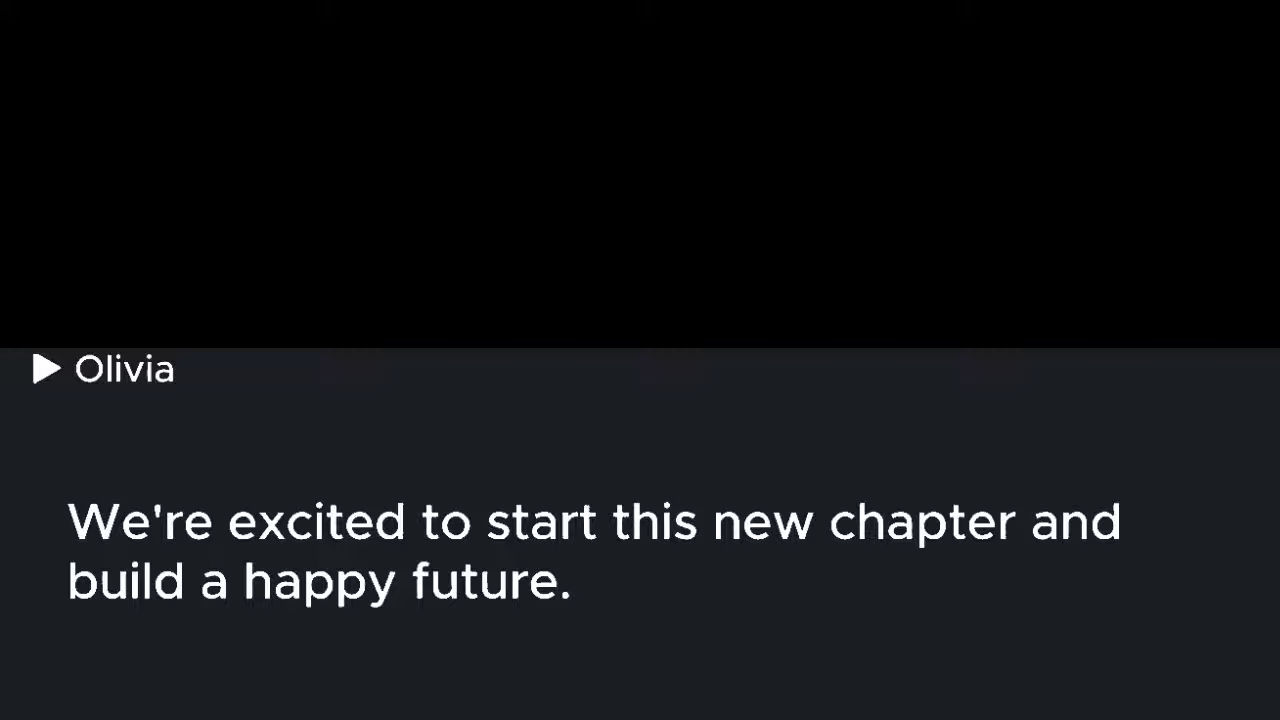 Olivia
We're excited to start this new chapter and
build a happy future.